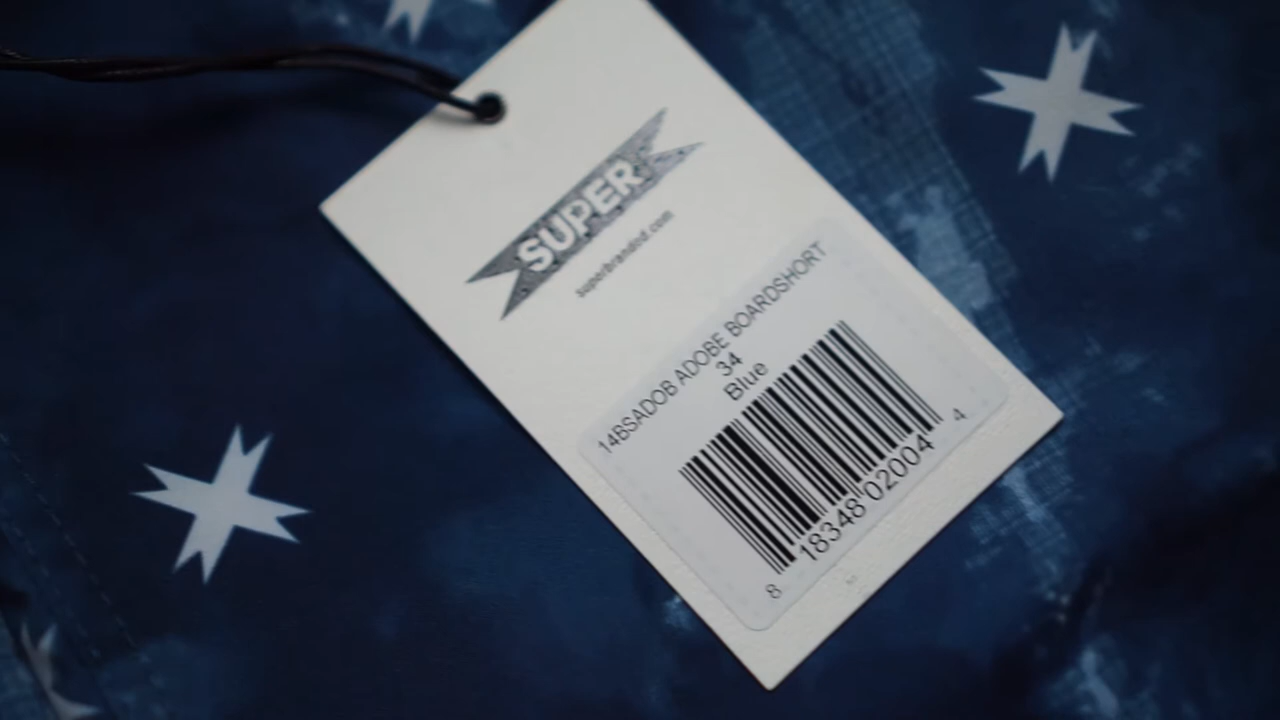 SUPER
superbranded.com
14BSADOB ADOBE BOARDSHORT
34
Blue
8 18348 02004 4